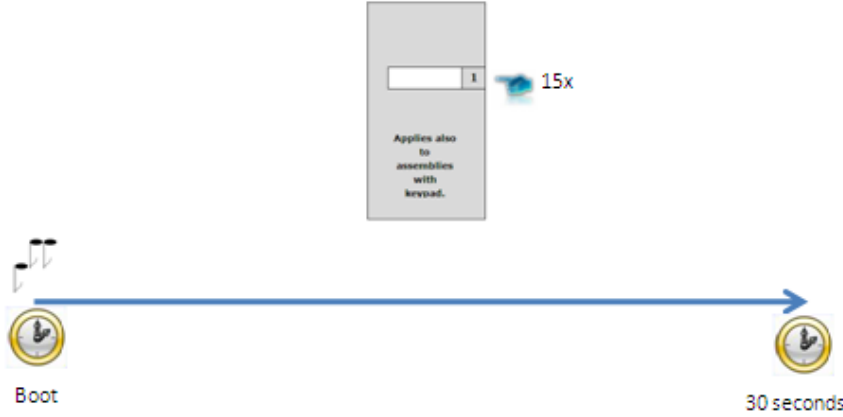 1
15x
Applies also
to
assemblies
with
keypad.
Boot
30 seconds